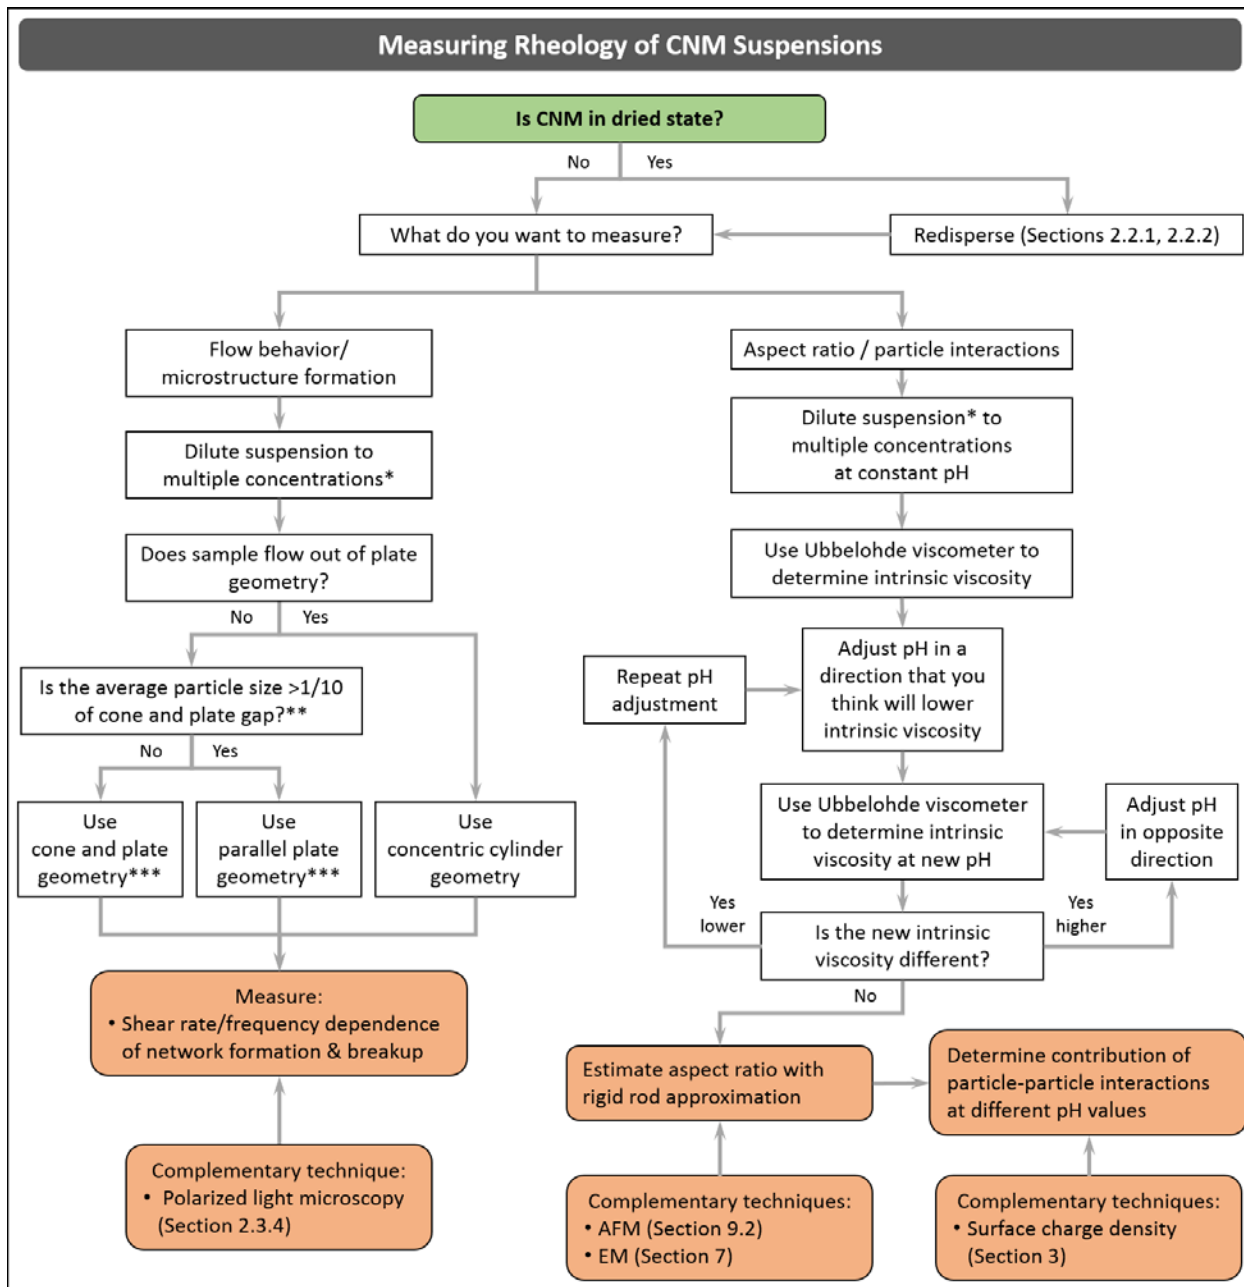 Measuring Rheology of CNM Suspensions
Is CNM in dried state?
No
Yes
What do you want to measure?
Redisperse (Sections 2.2.1, 2.2.2)
Flow behavior/
microstructure formation
Aspect ratio / particle interactions
Dilute suspension to
multiple concentrations*
Dilute suspension* to
multiple concentrations
at constant pH
Does sample flow out of plate
geometry?
Use Ubbelohde viscometer to
determine intrinsic viscosity
No
Yes
Is the average particle size >1/10
of cone and plate gap?**
Repeat pH
adjustment
Adjust pH in a
direction that you
think will lower
intrinsic viscosity
No
Yes
Use
cone and plate
geometry***
Use
parallel plate
geometry***
Use
concentric cylinder
geometry
Use Ubbelohde viscometer
to determine intrinsic
viscosity at new pH
Adjust pH
in opposite
direction
Yes
lower
Yes
higher
Is the new intrinsic
viscosity different?
No
Measure:
• Shear rate/frequency dependence
of network formation & breakup
Estimate aspect ratio with
rigid rod approximation
Determine contribution of
particle-particle interactions
at different pH values
Complementary technique:
• Polarized light microscopy
(Section 2.3.4)
Complementary techniques:
• AFM (Section 9.2)
• EM (Section 7)
Complementary techniques:
• Surface charge density
(Section 3)